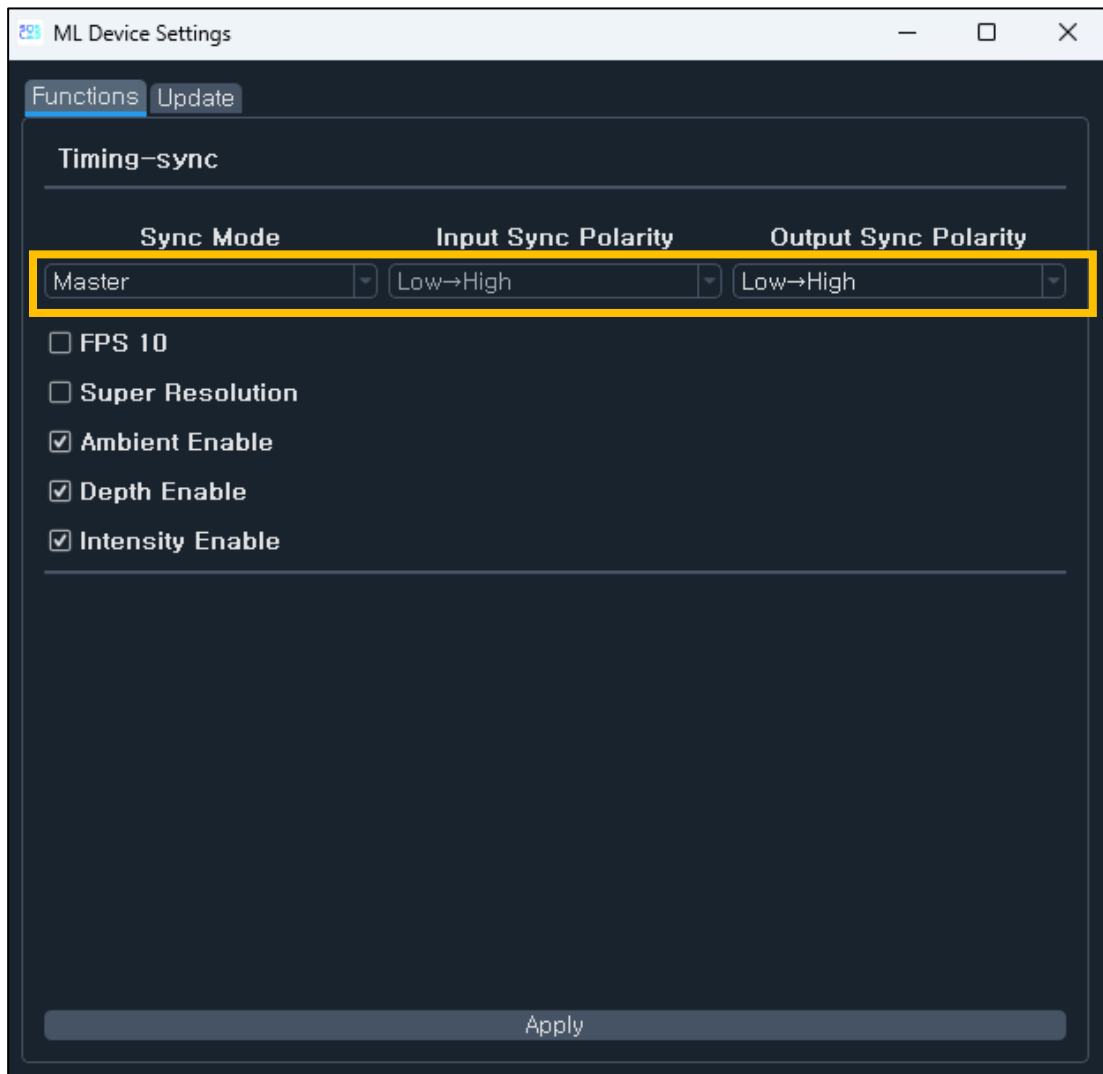 ML Device Settings
Functions Update
Timing-sync
Sync Mode Input Sync Polarity Output Sync Polarity
Master Low→High Low→High
FPS 10
Super Resolution
Ambient Enable
Depth Enable
Intensity Enable
Apply